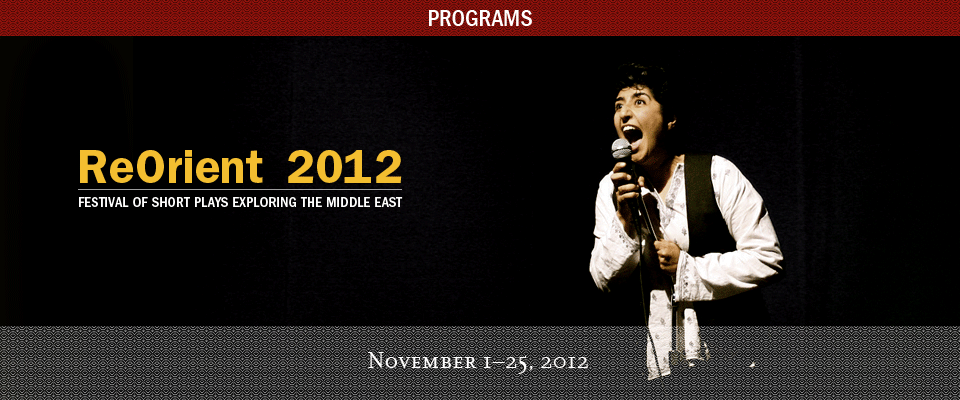 PROGRAMS
ReOrient 2012
FESTIVAL OF SHORT PLAYS EXPLORING THE MIDDLE EAST
November 1–25, 2012